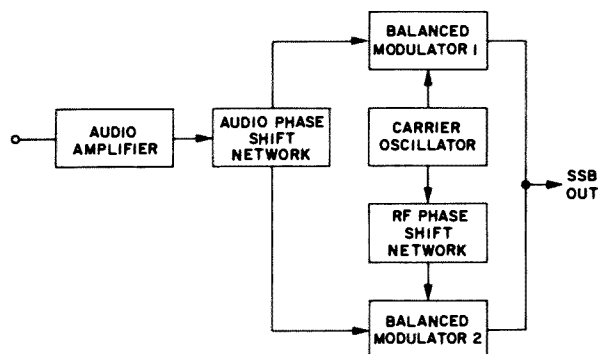 BALANCED
MODULATOR 1
AUDIO
AMPLIFIER
AUDIO PHASE
SHIFT
NETWORK
CARRIER
OSCILLATOR
SSB
OUT
RF PHASE
SHIFT
NETWORK
BALANCED
MODULATOR 2